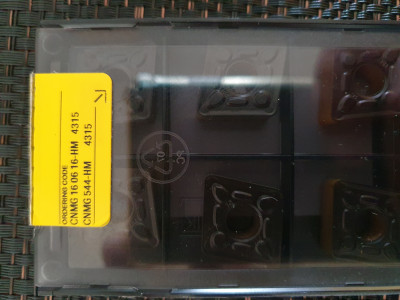 ORDERING CODE
CNMG 16 06 16-HM 4315
CNMG 544-HM 4315